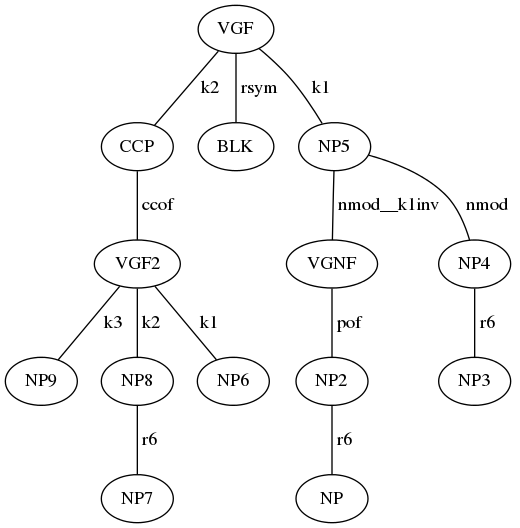 VGF
k2 rsym k1
CCP BLK NP5
ccof nmod__k1inv nmod
VGF2 VGNF NP4
k3 k2 k1 pof r6
NP9 NP8 NP6 NP2 NP3
r6 r6
NP7 NP